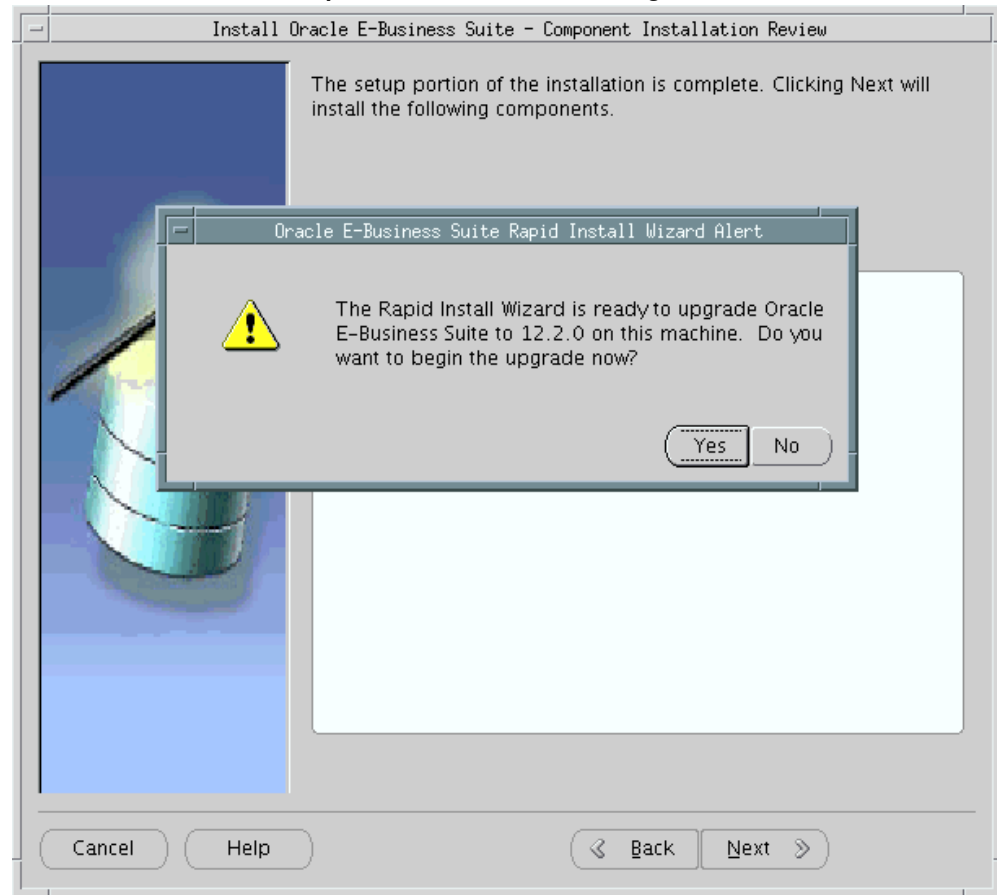 Install Oracle E-Business Suite - Component Installation Review
The setup portion of the installation is complete. Clicking Next will
install the following components.
Oracle E-Business Suite Rapid Install Wizard Alert
The Rapid Install Wizard is ready to upgrade Oracle
E-Business Suite to 12.2.0 on this machine. Do you
want to begin the upgrade now?
Yes No
Cancel Help Back Next